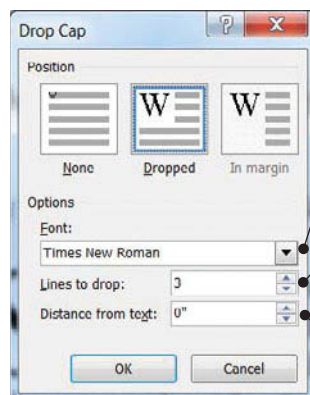 Drop Cap
Position
W W
None Dropped In margin
Options
Font:
Times New Roman
Lines to drop: 3
Distance from text: 0"
OK Cancel